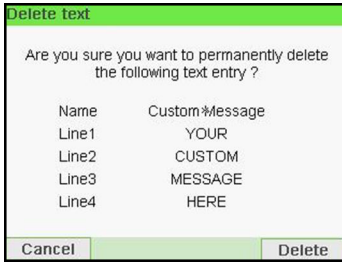 Delete text
Are you sure you want to permanently delete
the following text entry ?
Name Custom*Message
Line1 YOUR
Line2 CUSTOM
Line3 MESSAGE
Line4 HERE
Cancel Delete